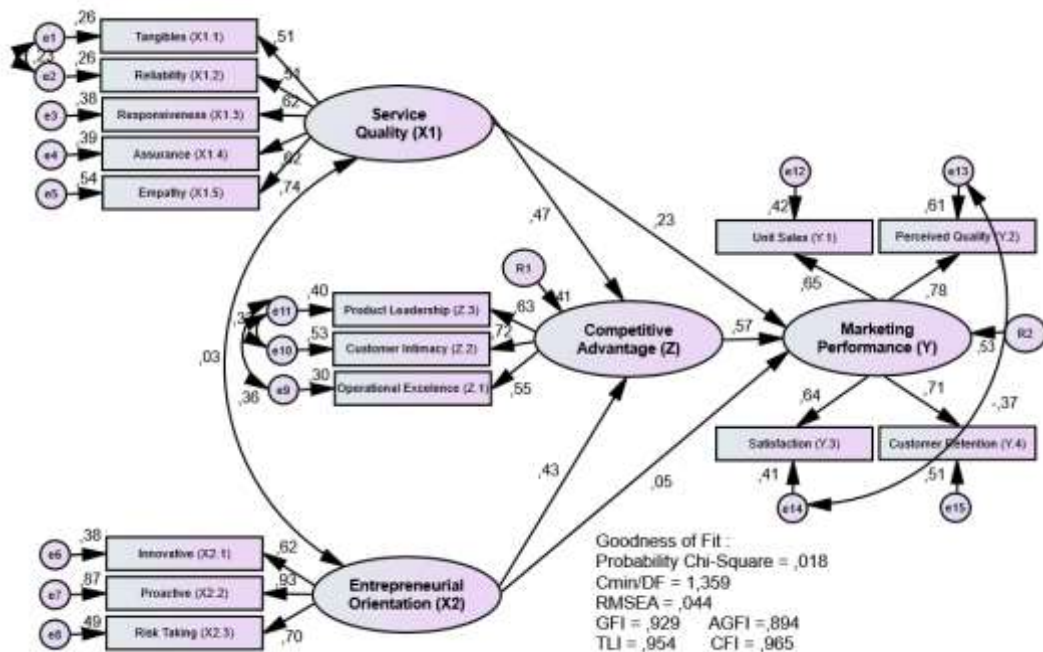 e1
,26
Tangibles (X1.1)
,51
,23
e2
,26
Reliability (X1.2)
,51
e3
,38
Responsiveness (X1.3)
,62
e4
,39
Assurance (X1.4)
,62
e5
,54
Empathy (X1.5)
,74
Service
Quality (X1)
,47
,23
,03
R1
,41
e11
,40
Product Leadership (Z.3)
,63
e10
,53
Customer Intimacy (Z.2)
,72
e9
,30
Operational Excelence (Z.1)
,55
,36
Competitive
Advantage (Z)
,57
,43
,05
e12
,42
Unit Sales (Y.1)
,65
e13
,61
Perceived Quality (Y.2)
,78
Marketing
Performance (Y)
R2
,53
,64
,71
-,37
Satisfaction (Y.3)
Customer Retention (Y.4)
,41
e14
,51
e15
e6
,38
Innovative (X2.1)
,62
e7
,87
Proactive (X2.2)
,93
e8
,49
Risk Taking (X2.3)
,70
Entrepreneurial
Orientation (X2)
Goodness of Fit :
Probability Chi-Square = ,018
Cmin/DF = 1,359
RMSEA = ,044
GFI = ,929 AGFI = ,894
TLI = ,954 CFI = ,965